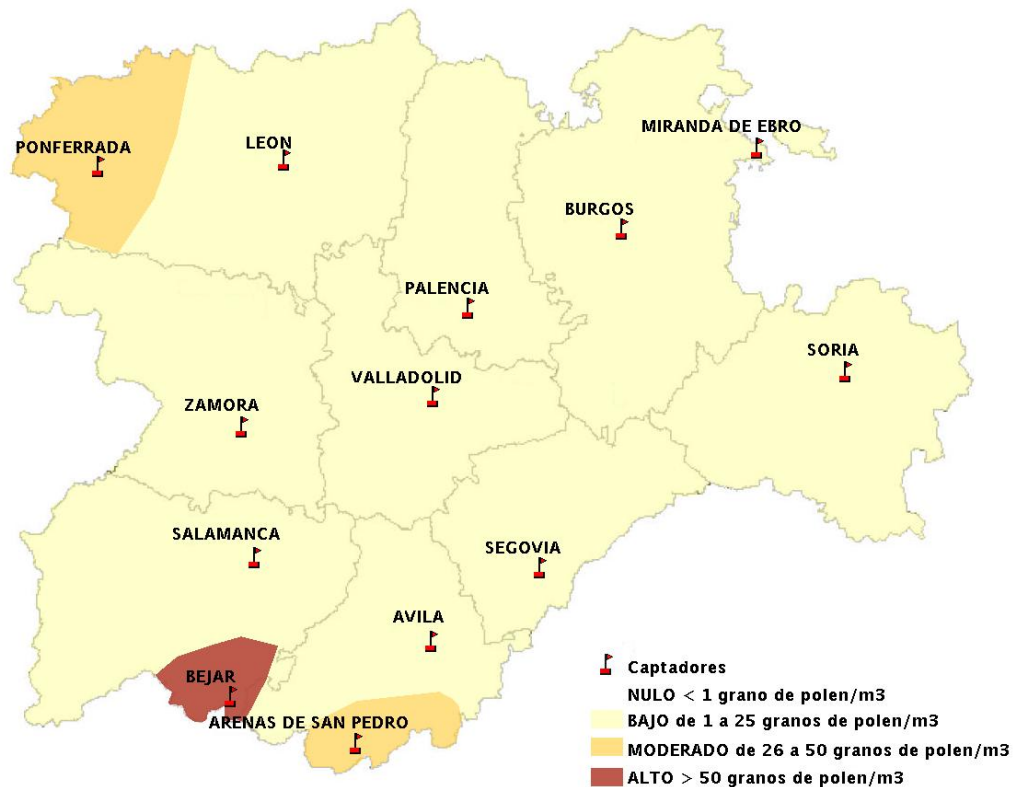 MIRANDA DE EBRO
PONFERRADA
LEON
BURGOS
PALENCIA
SORIA
VALLADOLID
ZAMORA
SALAMANCA
SEGOVIA
AVILA
BEJAR
ARENAS DE SAN PEDRO
Captadores
NULO < 1 grano de polen/m3
BAJO de 1 a 25 granos de polen/m3
MODERADO de 26 a 50 granos de polen/m3
ALTO > 50 granos de polen/m3